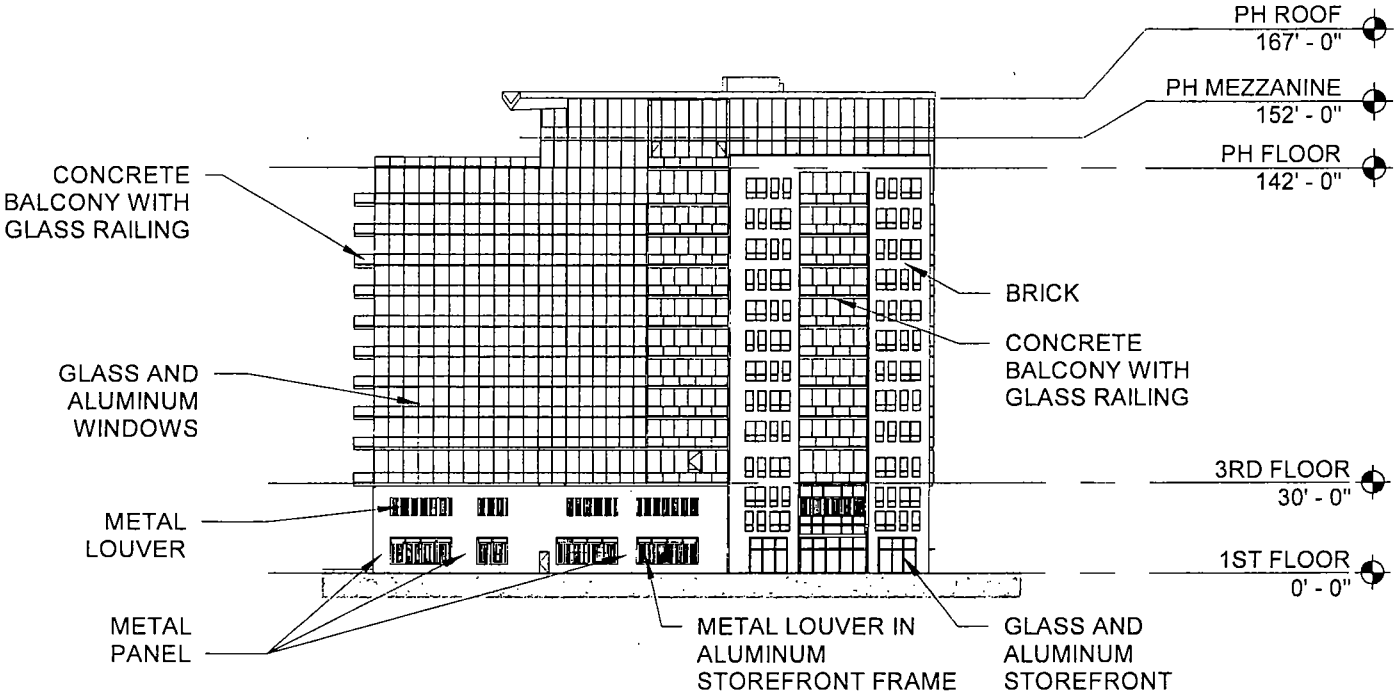 PH ROOF
167' - 0"
PH MEZZANINE
152' - 0"
PH FLOOR
142' - 0"
CONCRETE
BALCONY WITH
GLASS RAILING
BRICK
CONCRETE
BALCONY WITH
GLASS RAILING
GLASS AND
ALUMINUM
WINDOWS
3RD FLOOR
30' - 0"
METAL
LOUVER
1ST FLOOR
0' - 0"
METAL
PANEL
METAL LOUVER IN
ALUMINUM
STOREFRONT FRAME
GLASS AND
ALUMINUM
STOREFRONT